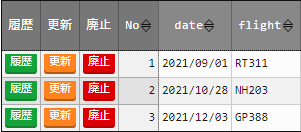 履歴 更新 廃止 No date flight
履歴 更新 廃止 1 2021/09/01 RT311
履歴 更新 廃止 2 2021/10/28 NH203
履歴 更新 廃止 3 2021/12/03 GP388